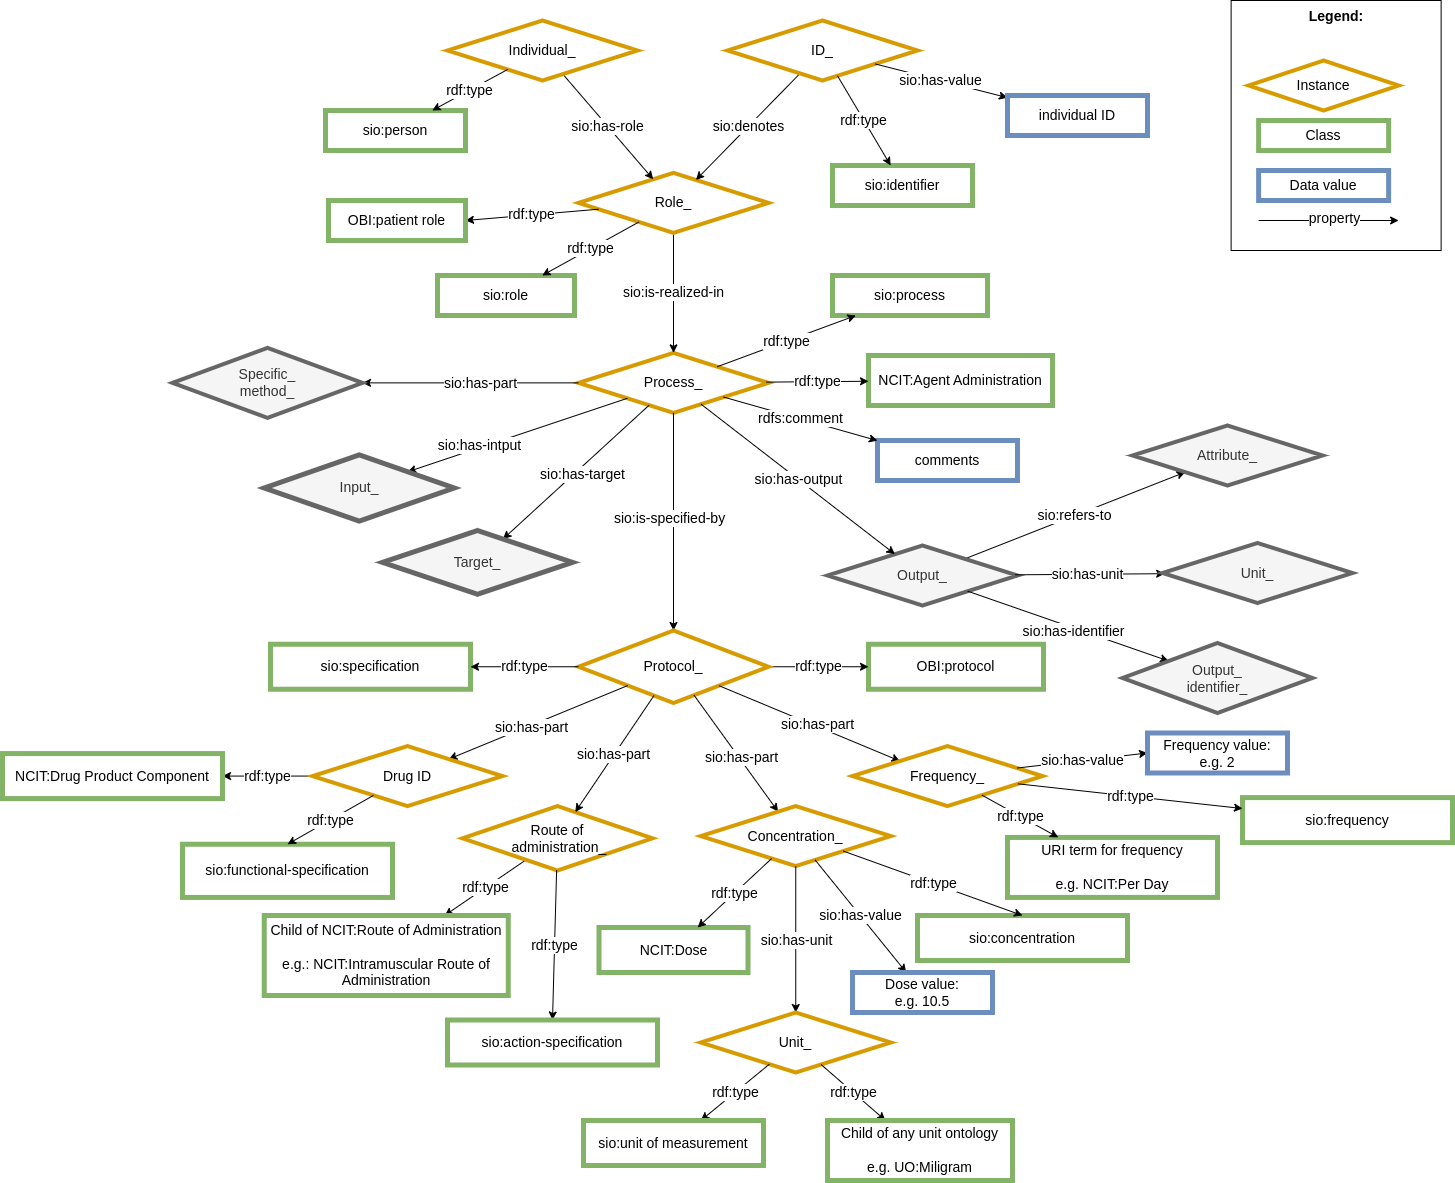 Legend:
Individual_
ID_
sio:has-value
Instance
rdf:type
individual ID
sio:person
sio:has-role
sio:denotes
rdf:type
Class
sio:identifier
Data value
Role_
OBI:patient role
rdf:type
property
rdf:type
sio:role
sio:is-realized-in
sio:process
rdf:type
Specific_
method_
sio:has-part
Process_
rdf:type
NCIT:Agent Administration
rdfs:comment
sio:has-intput
comments
Attribute_
Input_
sio:has-target
sio:has-output
sio:refers-to
sio:is-specified-by
Target_
Output_
sio:has-unit
Unit_
sio:has-identifier
sio:specification
rdf:type
Protocol_
rdf:type
OBI:protocol
Output_
identifier_
sio:has-part
sio:has-part
sio:has-part
sio:has-part
Frequency value:
e.g. 2
NCIT:Drug Product Component
rdf:type
Drug ID
Frequency_
sio:has-value
rdf:type
rdf:type
Route of
administration_
Concentration_
rdf:type
sio:frequency
URI term for frequency
e.g. NCIT:Per Day
sio:functional-specification
rdf:type
rdf:type
rdf:type
Child of NCIT:Route of Administration
e.g.: NCIT:Intramuscular Route of
Administration
rdf:type
NCIT:Dose
sio:has-unit
sio:has-value
sio:concentration
Dose value:
e.g. 10.5
sio:action-specification
Unit_
rdf:type
rdf:type
sio:unit of measurement
Child of any unit ontology
e.g. UO:Miligram